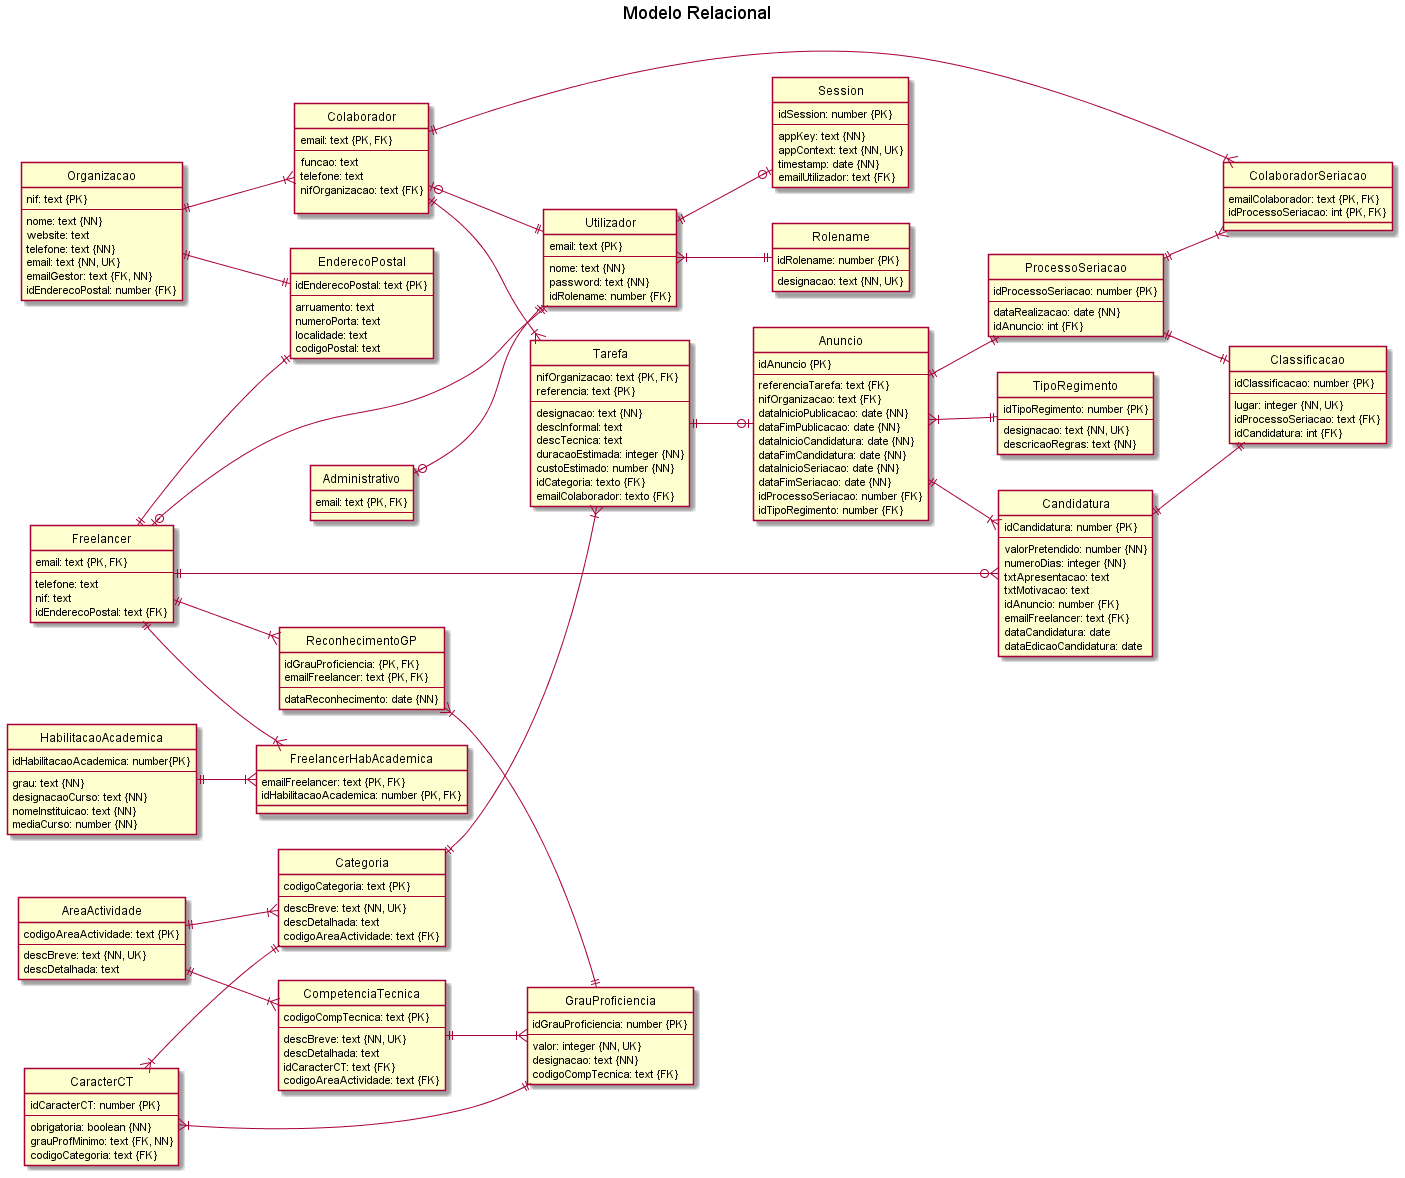 Modelo Relacional
Session
idSession: number {PK}
appKey: text {NN}
appContext: text {NN, UK}
timestamp: date {NN}
emailUtilizador: text {FK}
Colaborador
email: text {PK, FK}
funcao: text
telefone: text
nifOrganizacao: text {FK}
Organizacao
nif: text {PK}
nome: text {NN}
website: text
telefone: text {NN}
email: text {NN, UK}
emailGestor: text {FK, NN}
idEnderecoPostal: number {FK}
ColaboradorSeriacao
emailColaborador: text {PK, FK}
idProcessoSeriacao: int {PK, FK}
Utilizador
email: text {PK}
nome: text {NN}
password: text {NN}
idRolename: number {FK}
Rolename
idRolename: number {PK}
designacao: text {NN, UK}
EnderecoPostal
idEnderecoPostal: text {PK}
arruamento: text
numeroPorta: text
localidade: text
codigoPostal: text
ProcessoSeriacao
idProcessoSeriacao: number {PK}
dataRealizacao: date {NN}
idAnuncio: int {FK}
Anuncio
idAnuncio {PK}
referenciaTarefa: text {FK}
nifOrganizacao: text {FK}
dataInicioPublicacao: date {NN}
dataFimPublicacao: date {NN}
dataInicioCandidatura: date {NN}
dataFimCandidatura: date {NN}
dataInicioSeriacao: date {NN}
dataFimSeriacao: date {NN}
idProcessoSeriacao: number {FK}
idTipoRegimento: number {FK}
Tarefa
nifOrganizacao: text {PK, FK}
referencia: text {PK}
designacao: text {NN}
descInformal: text
descTecnica: text
duracaoEstimada: integer {NN}
custoEstimado: number {NN}
idCategoria: texto {FK}
emailColaborador: texto {FK}
Classificacao
idClassificacao: number {PK}
lugar: integer {NN, UK}
idProcessoSeriacao: text {FK}
idCandidatura: int {FK}
TipoRegimento
idTipoRegimento: number {PK}
designacao: text {NN, UK}
descricaoRegras: text {NN}
Administrativo
email: text {PK, FK}
Candidatura
idCandidatura: number {PK}
valorPretendido: number {NN}
numeroDias: integer {NN}
txtApresentacao: text
txtMotivacao: text
idAnuncio: number {FK}
emailFreelancer: text {FK}
dataCandidatura: date
dataEdicaoCandidatura: date
Freelancer
email: text {PK, FK}
telefone: text
nif: text
idEnderecoPostal: text {FK}
ReconhecimentoGP
idGrauProficiencia: {PK, FK}
emailFreelancer: text {PK, FK}
dataReconhecimento: date {NN}
HabilitacaoAcademica
idHabilitacaoAcademica: number{PK}
grau: text {NN}
designacaoCurso: text {NN}
nomeInstituicao: text {NN}
mediaCurso: number {NN}
FreelancerHabAcademica
emailFreelancer: text {PK, FK}
idHabilitacaoAcademica: number {PK, FK}
Categoria
codigoCategoria: text {PK}
descBreve: text {NN, UK}
descDetalhada: text
codigoAreaActividade: text {FK}
AreaActividade
codigoAreaActividade: text {PK}
descBreve: text {NN, UK}
descDetalhada: text
CompetenciaTecnica
codigoCompTecnica: text {PK}
descBreve: text {NN, UK}
descDetalhada: text
idCaracterCT: text {FK}
codigoAreaActividade: text {FK}
GrauProficiencia
idGrauProficiencia: number {PK}
valor: integer {NN, UK}
designacao: text {NN}
codigoCompTecnica: text {FK}
CaracterCT
idCaracterCT: number {PK}
obrigatoria: boolean {NN}
grauProfMinimo: text {FK, NN}
codigoCategoria: text {FK}